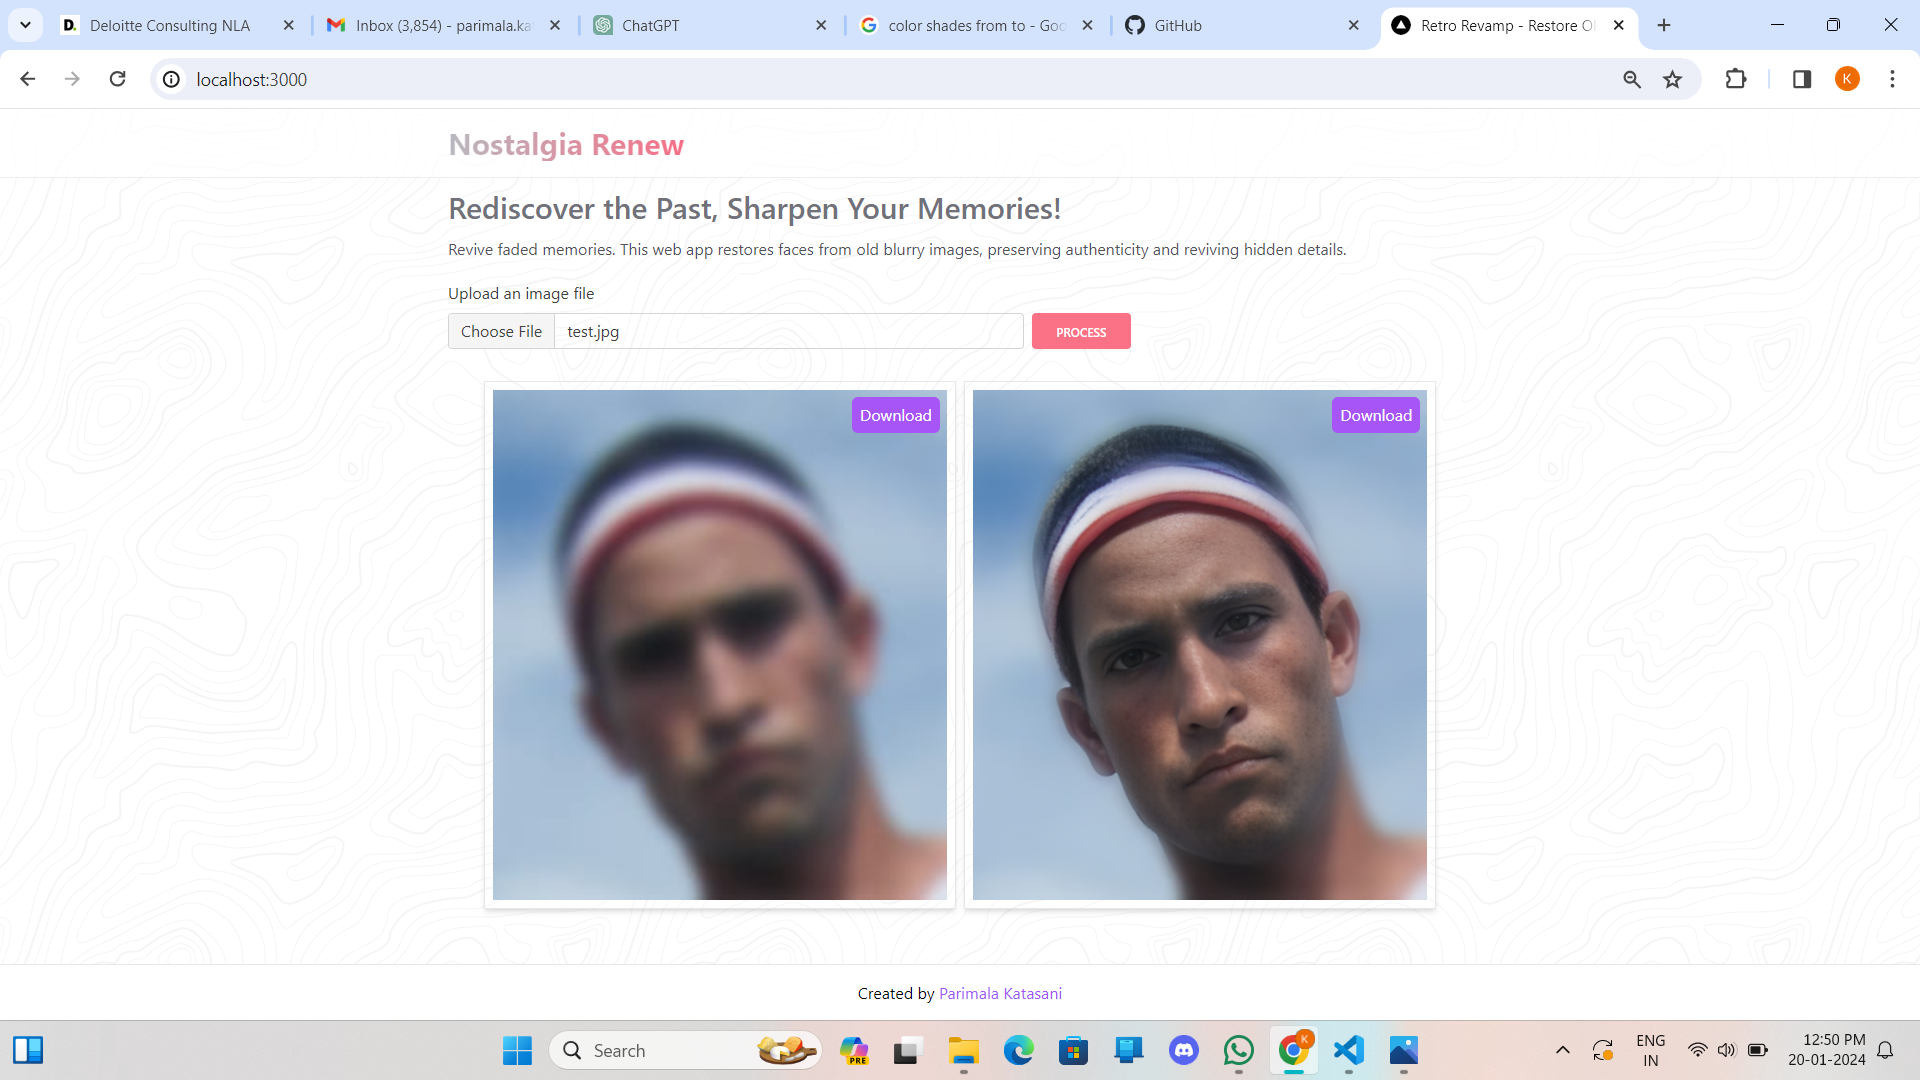 Deloitte Consulting NLA
Inbox (3,854) - parimala.ka
ChatGPT
color shades from to - Goo
GitHub
Retro Revamp - Restore Ol
localhost:3000
K
Nostalgia Renew
Rediscover the Past, Sharpen Your Memories!
Revive faded memories. This web app restores faces from old blurry images, preserving authenticity and reviving hidden details.
Upload an image file
Choose File test.jpg PROCESS
Download Download
Created by Parimala Katasani
Search
PRE
K
ENG
IN
12:50 PM
20-01-2024